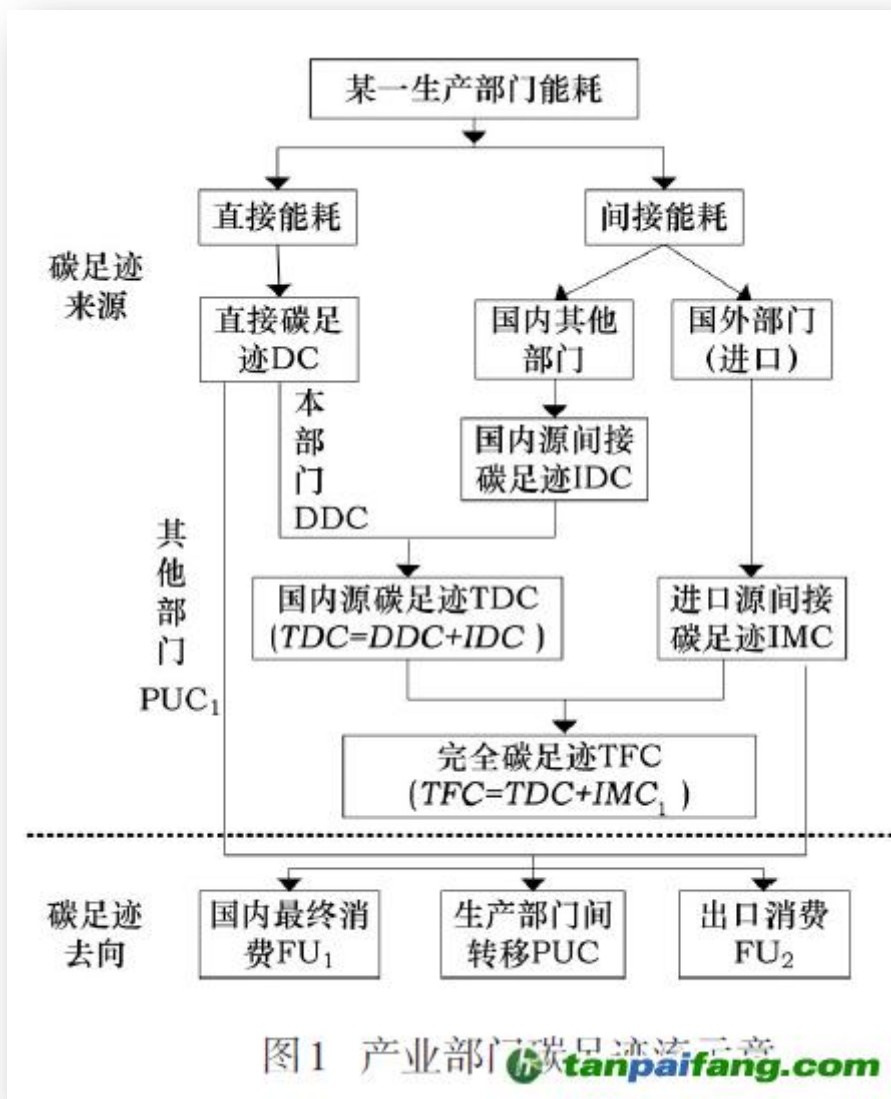 某一生产部门能耗
直接能耗
间接能耗
碳足迹
来源
直接碳足
迹DC
国内其他
部门
国外部门
(进口)
本
部
门
DDC
国内源间接
碳足迹IDC
其
他
部
门
PUC₁
国内源碳足迹TDC
(TDC=DDC+IDC)
进口源间接
碳足迹IMC
完全碳足迹TFC
(TFC=TDC+IMC₁)
碳足迹
去向
国内最终消
费FU₁
生产部门间
转移PUC
出口消费
FU₂
图1 产业部门碳足迹流示意
tanpaifang.com